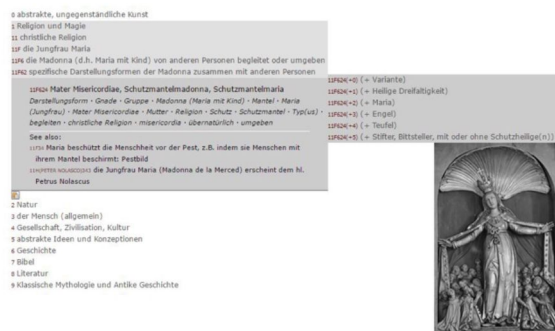 0 abstrakte, ungegenständliche Kunst
1 Religion und Magie
11 christliche Religion
11F die Jungfrau Maria
11F6 die Madonna (d.h. Maria mit Kind) von anderen Personen begleitet oder umgeben
11F62 spezifische Darstellungsformen der Madonna zusammen mit anderen Personen
11F624 Mater Misericordiae, Schutzmantelmadonna, Schutzmantelmaria
Darstellungsform · Gnade · Gruppe · Madonna (Maria mit Kind) · Mantel · Maria
(Jungfrau) · Mater Misericordiae · Mutter · Religion · Schutz · Schutzmantel · Typ(us) ·
begleiten · christliche Religion · misericordia · übernatürlich · umgeben
See also:
Maria beschützt die Menschheit vor der Pest, z.B. indem sie Menschen mit
ihrem Mantel beschirmt: Pestbild
die Jungfrau Maria (Madonna de la Merced) erscheint dem hl.
Petrus Nolascus
2 Natur
3 der Mensch (allgemein)
4 Gesellschaft, Zivilisation, Kultur
5 abstrakte Ideen und Konzeptionen
6 Geschichte
7 Bibel
8 Literatur
9 Klassische Mythologie und Antike Geschichte
11F624(+0) (+ Variante)
11F624(+1) (+ Heilige Dreifaltigkeit)
11F624(+2) (+ Maria)
11F624(+3) (+ Engel)
11F624(+4) (+ Teufel)
11F624(+5) (+ Stifter, Bittsteller, mit oder ohne Schutzheilige(n))